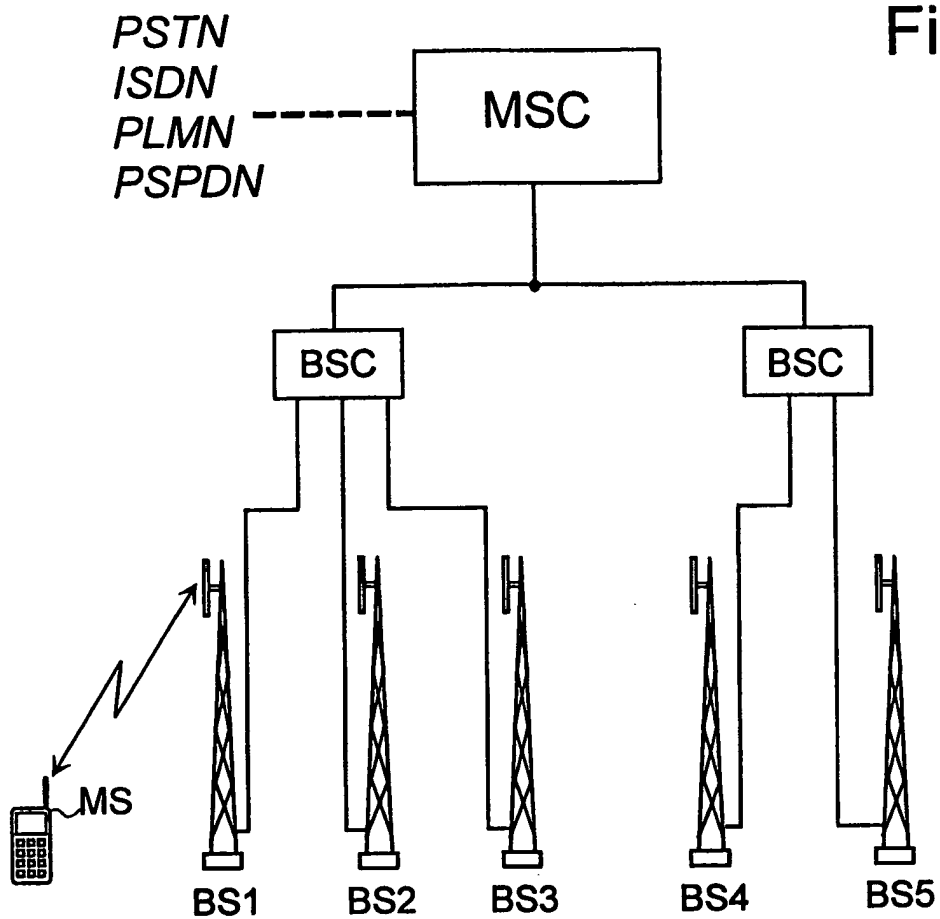 PSTN
ISDN
PLMN
PSPDN
Fi
MSC
BSC
BSC
MS
BS1
BS2
BS3
BS4
BS5